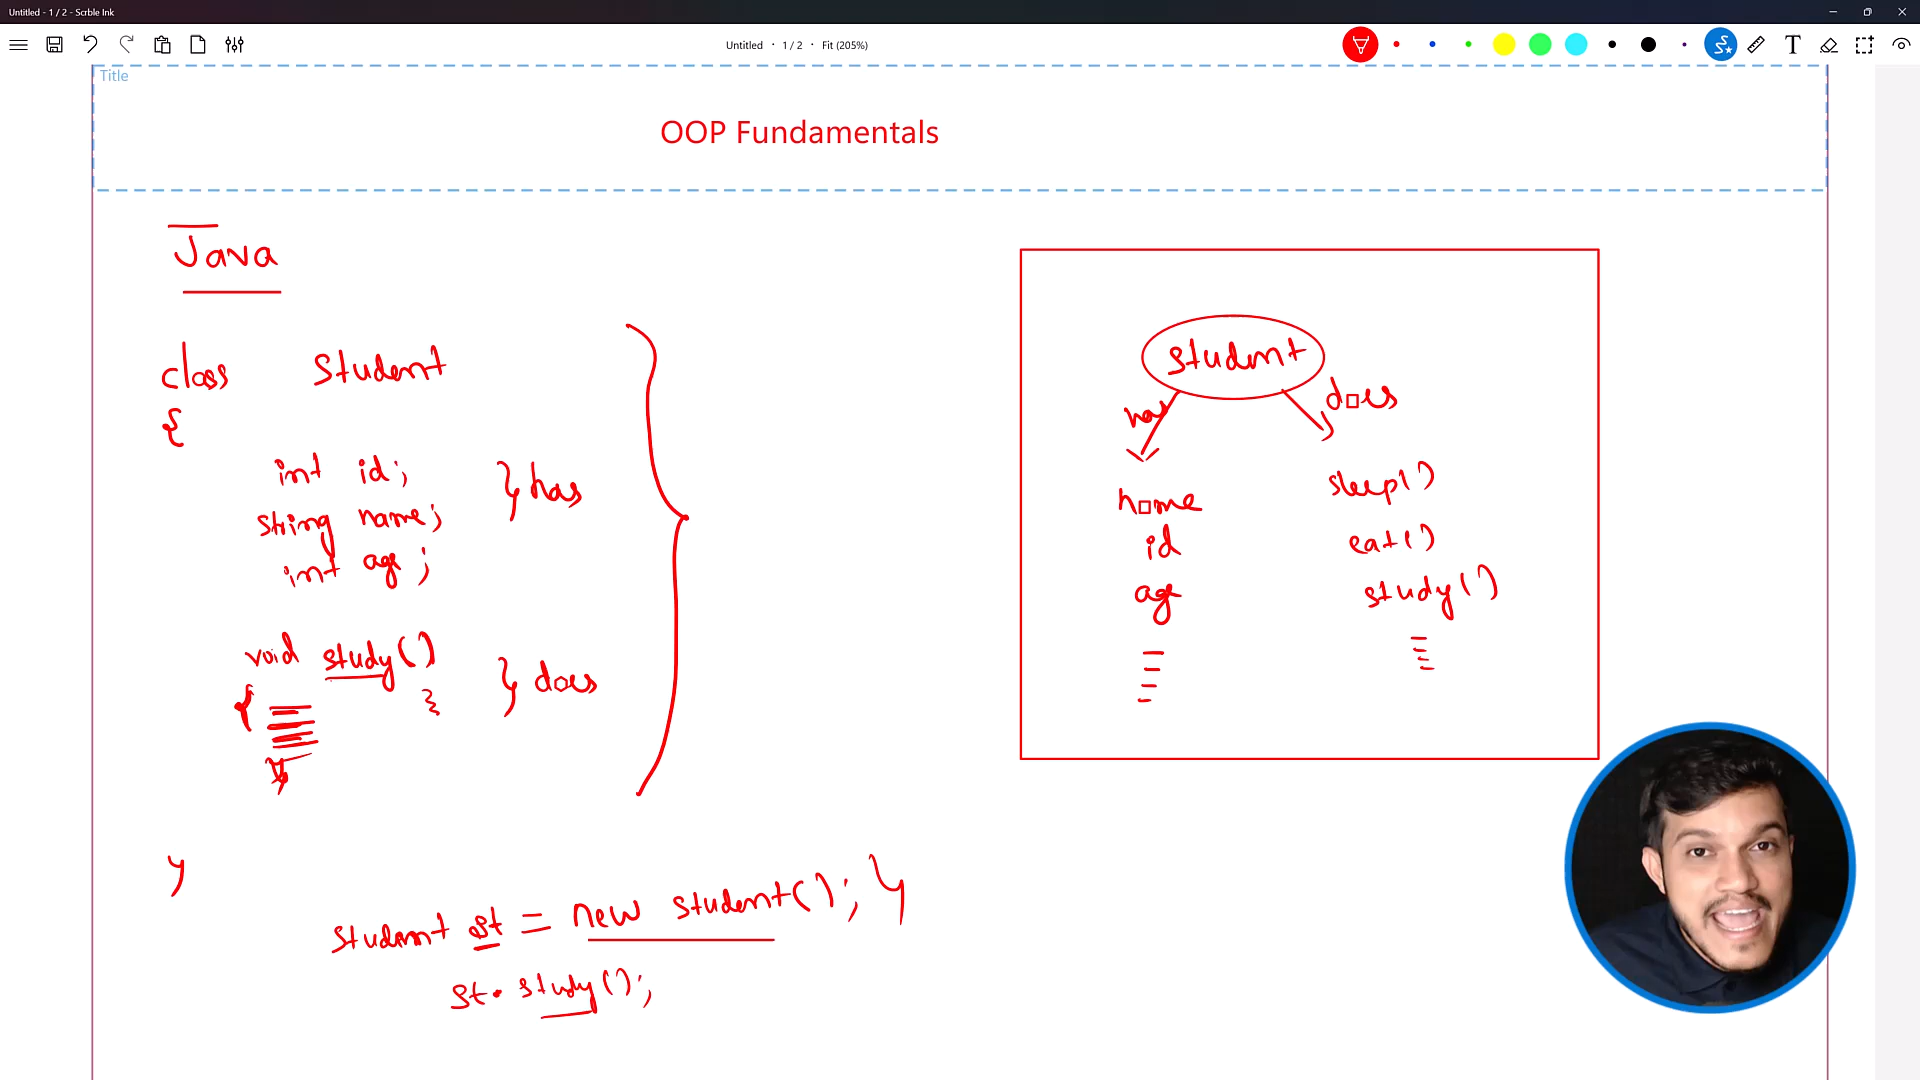 Untitled - 1 / 2 - Scrble Ink
Untitled • 1 / 2 • Fit (205%)
T
Title
OOP Fundamentals
Java
class Student
{
int id;
string name;
int age;
} has
void study()
{
}
} does
}
student st = new student(); }
st. study();
student
has
does
home
id
age
sleep()
eat()
study()